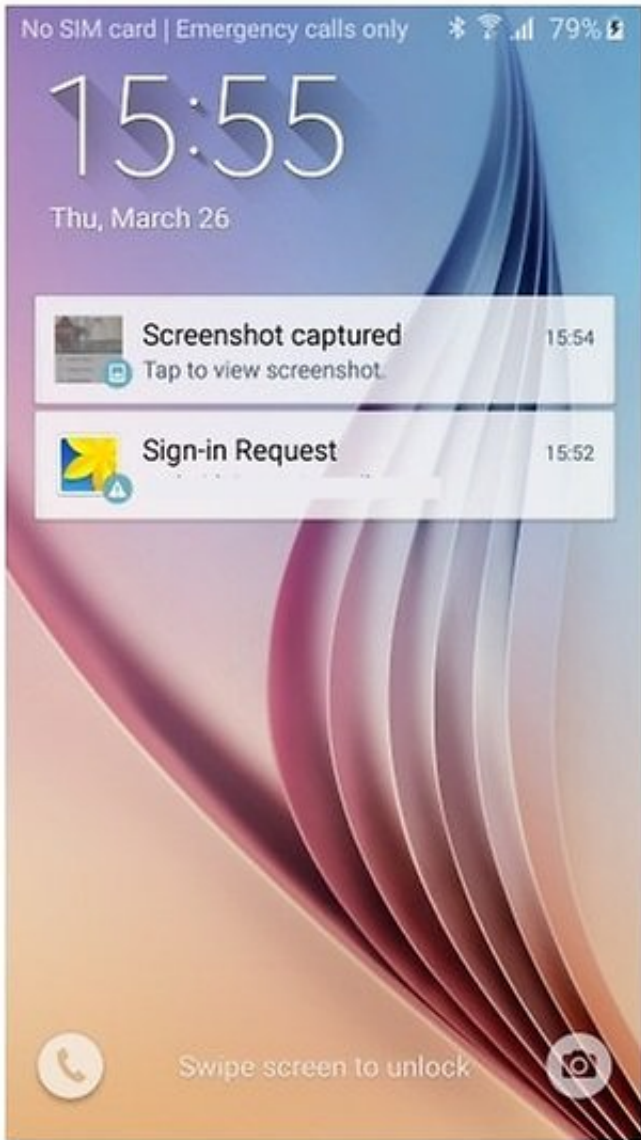 No SIM card | Emergency calls only 79%
15:55
Thu, March 26
Screenshot captured 15:54
Tap to view screenshot.
Sign-in Request 15:52
Swipe screen to unlock